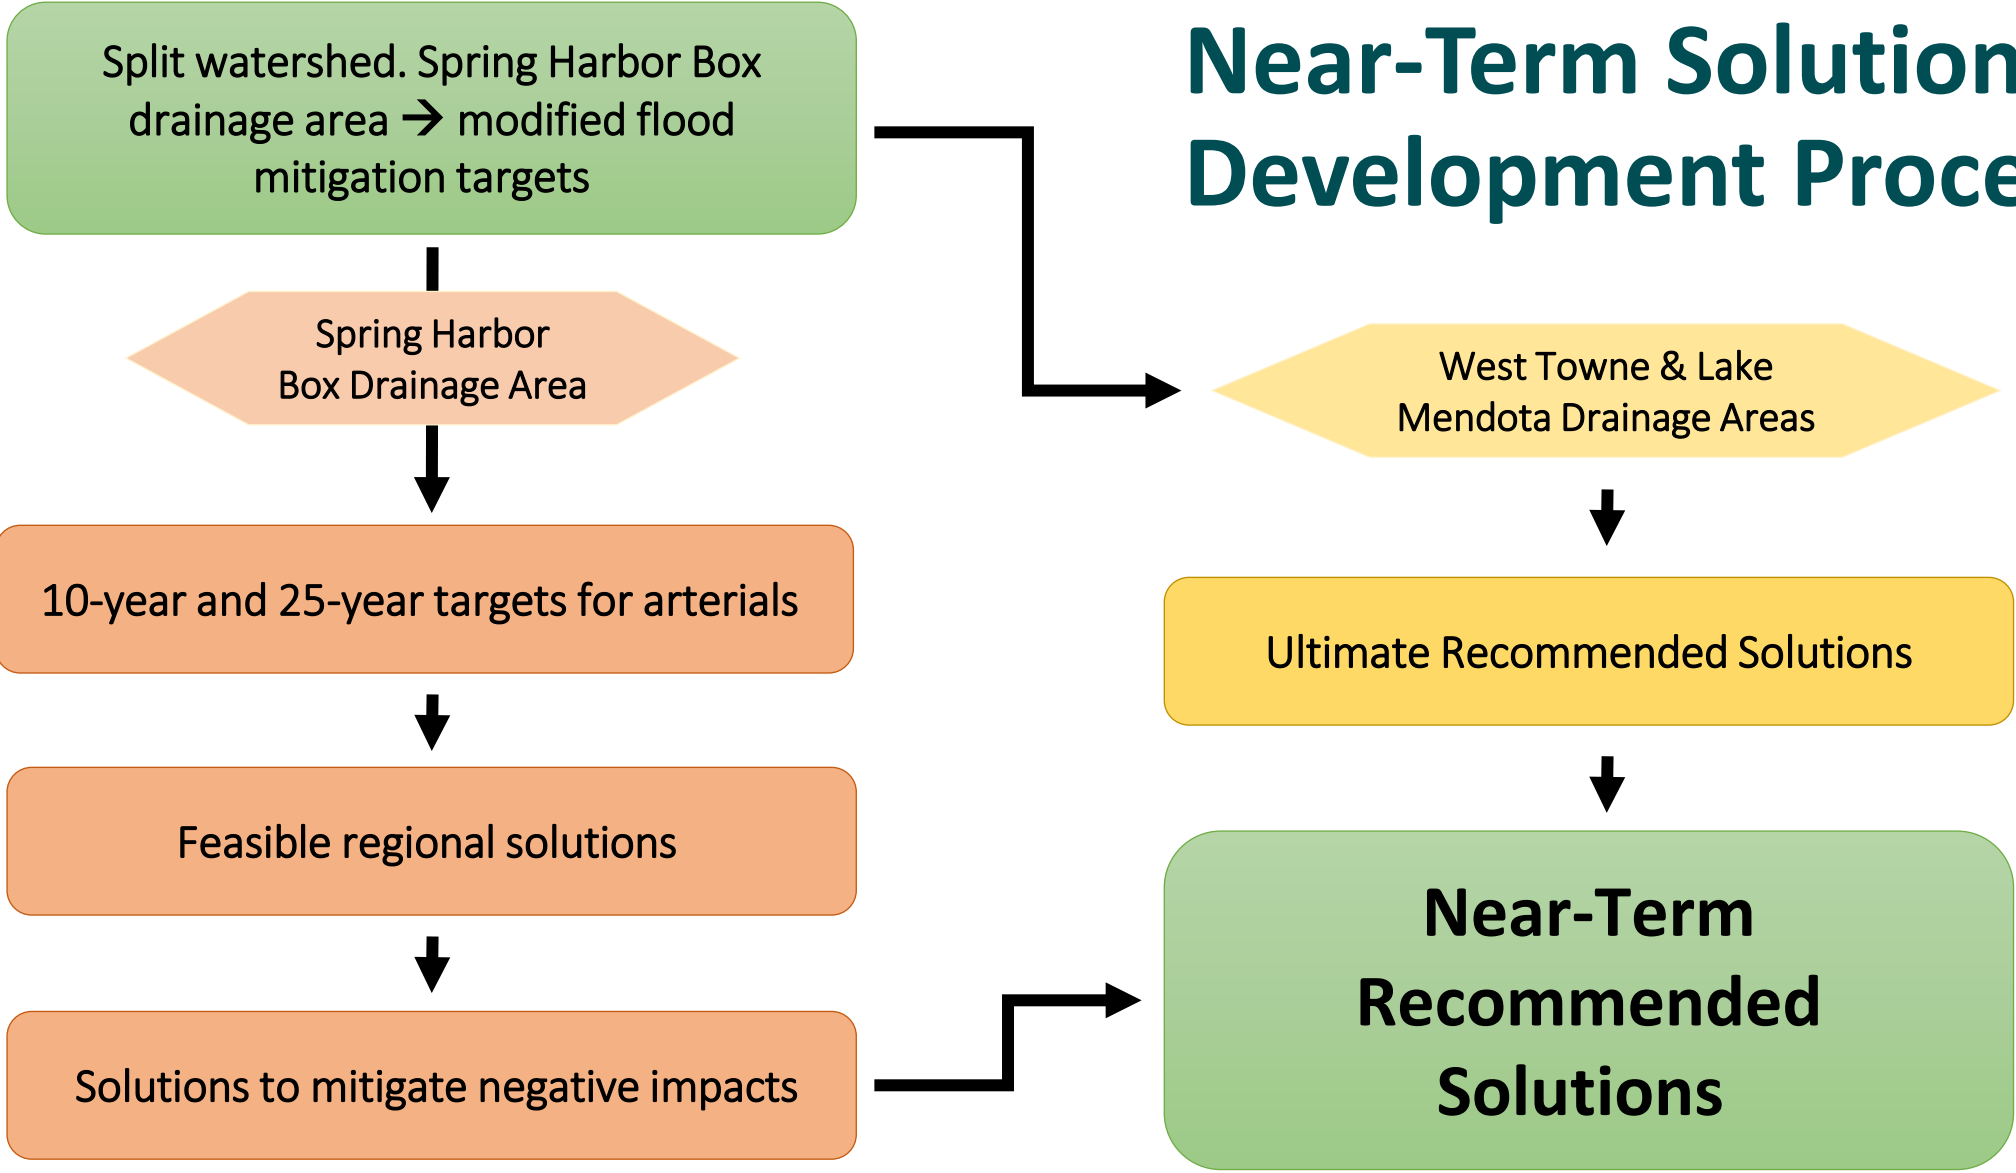 Near-Term Solution
Development Proce
Split watershed. Spring Harbor Box
drainage area → modified flood
mitigation targets
Spring Harbor
Box Drainage Area
10-year and 25-year targets for arterials
Feasible regional solutions
Solutions to mitigate negative impacts
West Towne & Lake
Mendota Drainage Areas
Ultimate Recommended Solutions
Near-Term
Recommended
Solutions